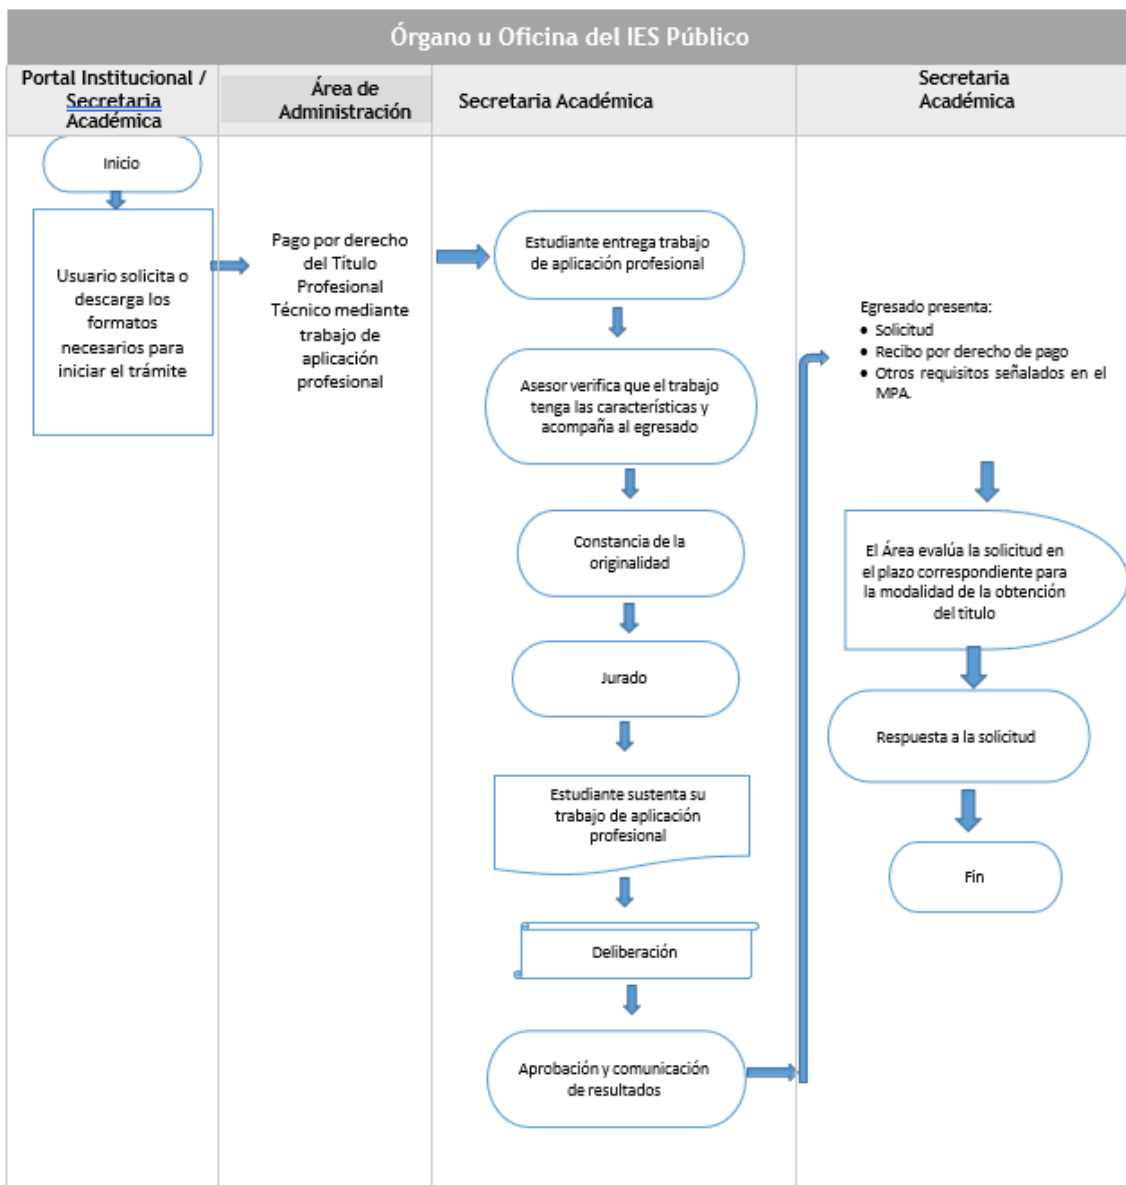 Órgano u Oficina del IES Público
Portal Institucional /
Secretaria
Académica
Área de
Administración
Secretaria Académica
Secretaria
Académica
Inicio
Usuario solicita o
descarga los
formatos
necesarios para
iniciar el trámite
Pago por derecho
del Título
Profesional
Técnico mediante
trabajo de
aplicación
profesional
Estudiante entrega trabajo
de aplicación profesional
Asesor verifica que el trabajo
tenga las características y
acompaña al egresado
Constancia de la
originalidad
Jurado
Estudiante sustenta su
trabajo de aplicación
profesional
Deliberación
Aprobación y comunicación
de resultados
Egresado presenta:
• Solicitud
• Recibo por derecho de pago
• Otros requisitos señalados en el
MPA.
El Área evalúa la solicitud en
el plazo correspondiente para
la modalidad de la obtención
del titulo
Respuesta a la solicitud
Fin